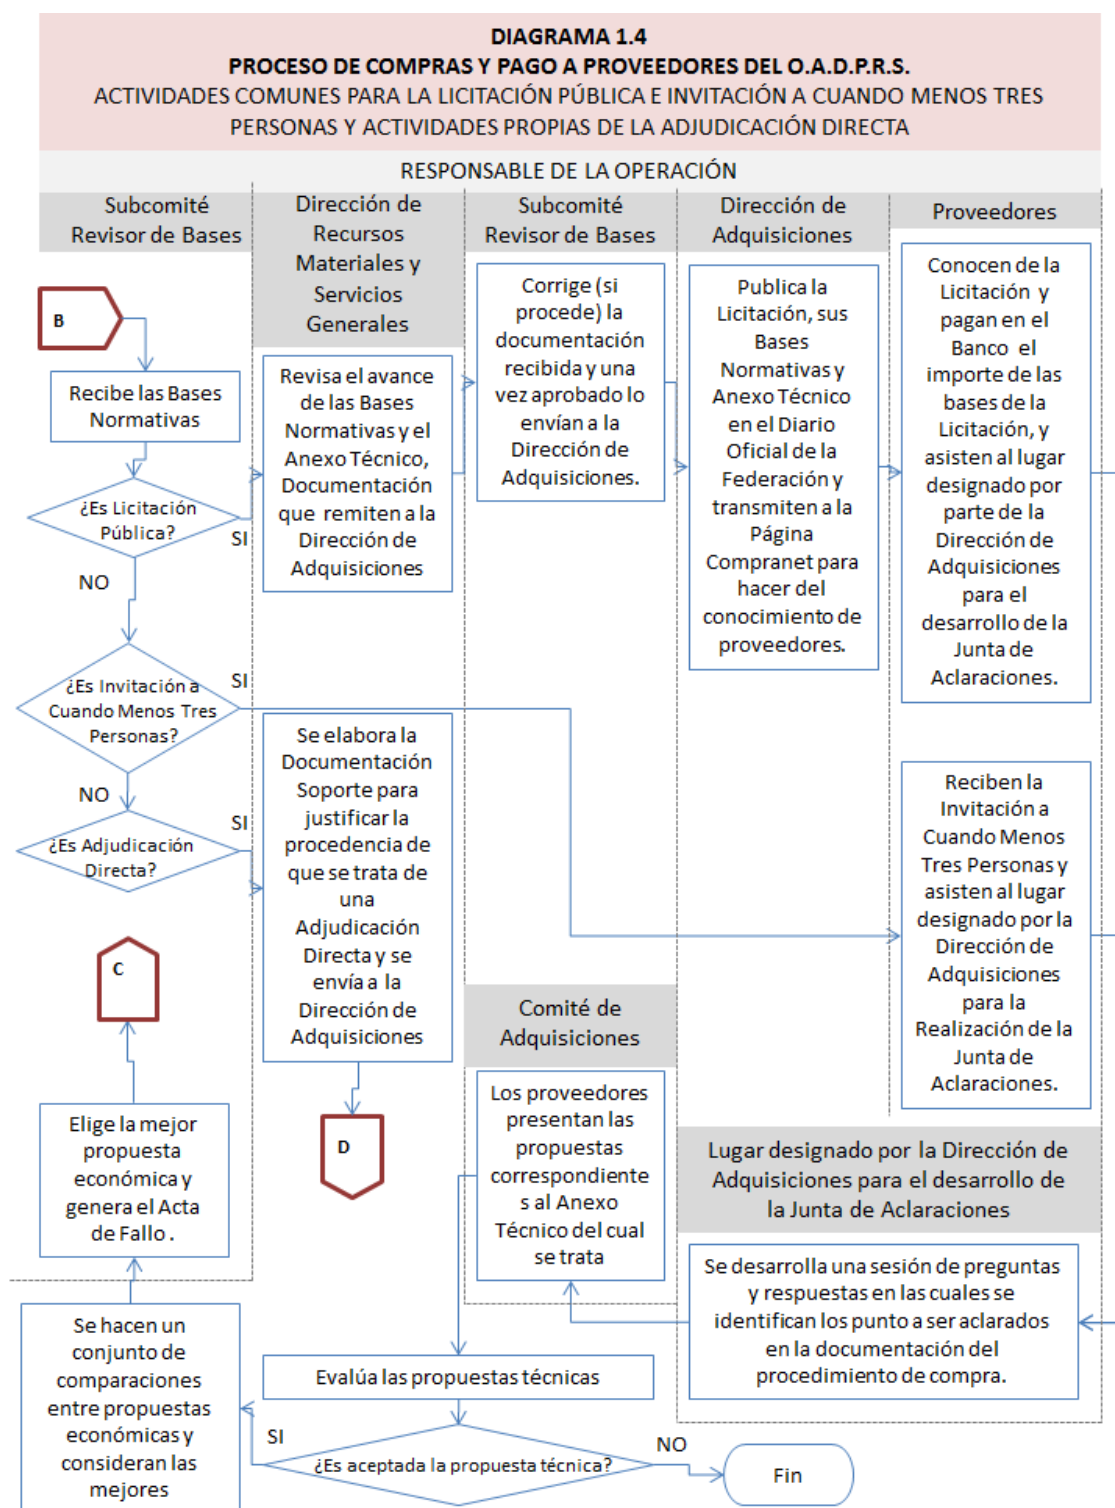 DIAGRAMA 1.4
PROCESO DE COMPRAS Y PAGO A PROVEEDORES DEL O.A.D.P.R.S.
ACTIVIDADES COMUNES PARA LA LICITACIÓN PÚBLICA E INVITACIÓN A CUANDO MENOS TRES
PERSONAS Y ACTIVIDADES PROPIAS DE LA ADJUDICACIÓN DIRECTA
RESPONSABLE DE LA OPERACIÓN
Subcomité
Revisor de Bases
Dirección de
Recursos
Materiales y
Servicios
Generales
Subcomité
Revisor de Bases
Dirección de
Adquisiciones
Proveedores
B
Recibe las Bases
Normativas
¿Es Licitación
Pública?
SI
NO
Revisa el avance
de las Bases
Normativas y el
Anexo Técnico,
Documentación
que remiten a la
Dirección de
Adquisiciones
Corrige (si
procede) la
documentación
recibida y una
vez aprobado lo
envían a la
Dirección de
Adquisiciones.
Publica la
Licitación, sus
Bases
Normativas y
Anexo Técnico
en el Diario
Oficial de la
Federación y
transmiten a la
Página
Compranet para
hacer del
conocimiento de
proveedores.
Conocen de la
Licitación y
pagan en el
Banco el
importe de las
bases de la
Licitación, y
asisten al lugar
designado por
parte de la
Dirección de
Adquisiciones
para el
desarrollo de la
Junta de
Aclaraciones.
¿Es Invitación a
Cuando Menos Tres
Personas?
SI
NO
¿Es Adjudicación
Directa?
SI
Se elabora la
Documentación
Soporte para
justificar la
procedencia de
que se trata de
una
Adjudicación
Directa y se
envía a la
Dirección de
Adquisiciones
D
Reciben la
Invitación a
Cuando Menos
Tres Personas y
asisten al lugar
designado por la
Dirección de
Adquisiciones
para la
Realización de la
Junta de
Aclaraciones.
Lugar designado por la Dirección de
Adquisiciones para el desarrollo de
la Junta de Aclaraciones
Se desarrolla una sesión de preguntas
y respuestas en las cuales se
identifican los punto a ser aclarados
en la documentación del
procedimiento de compra.
Comité de
Adquisiciones
Los proveedores
presentan las
propuestas
correspondiente
s al Anexo
Técnico del cual
se trata
Evalúa las propuestas técnicas
¿Es aceptada la propuesta técnica?
NO
Fin
SI
Se hacen un
conjunto de
comparaciones
entre propuestas
económicas y
consideran las
mejores
Elige la mejor
propuesta
económica y
genera el Acta
de Fallo .
C